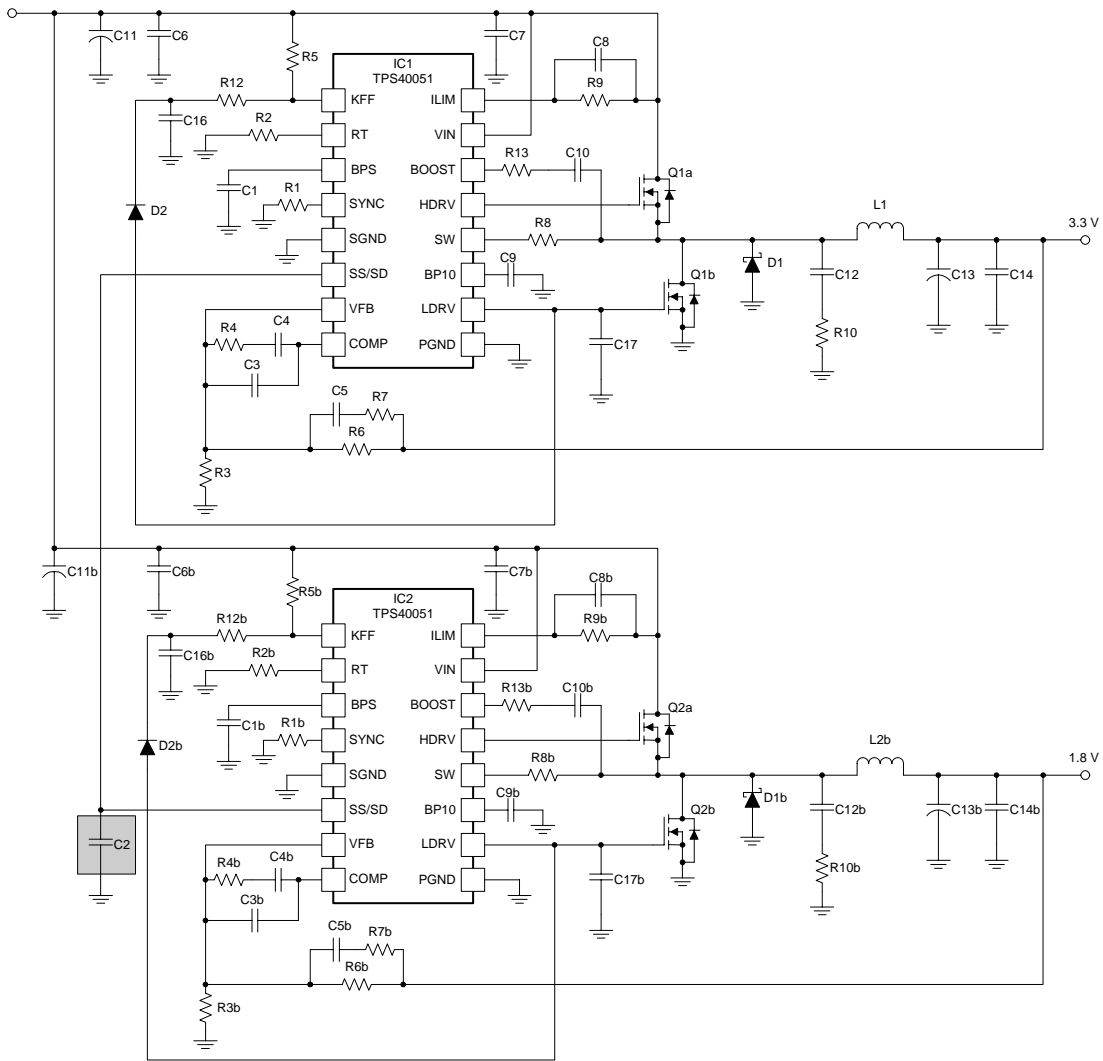 C11
C6
R5
C7
C8
IC1
TPS40051
R12
KFF
ILIM
R9
C16
R2
RT
VIN
BPS
BOOST
R13
C10
Q1a
C1
R1
SYNC
HDRV
D2
L1
SGND
SW
R8
3.3 V
SS/SD
BP10
C9
D1
C12
C13
C14
Q1b
VFB
LDRV
R4
C4
COMP
PGND
C17
R10
C3
C5
R7
R6
R3
C11b
C6b
R5b
C7b
C8b
IC2
TPS40051
R12b
KFF
ILIM
R9b
C16b
R2b
RT
VIN
BPS
BOOST
R13b
C10b
Q2a
C1b
R1b
SYNC
HDRV
D2b
L2b
SGND
SW
R8b
1.8 V
SS/SD
BP10
C9b
D1b
C12b
C13b
C14b
Q2b
C2
VFB
LDRV
R4b
C4b
COMP
PGND
C17b
R10b
C3b
C5b
R7b
R6b
R3b